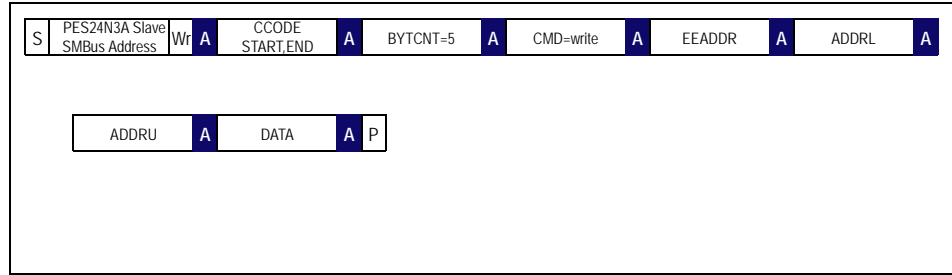 S PES24N3A Slave SMBus Address Wr A CCODE START,END A BYTCNT=5 A CMD=write A EEADDR A ADDRL A
ADDRU A DATA A P